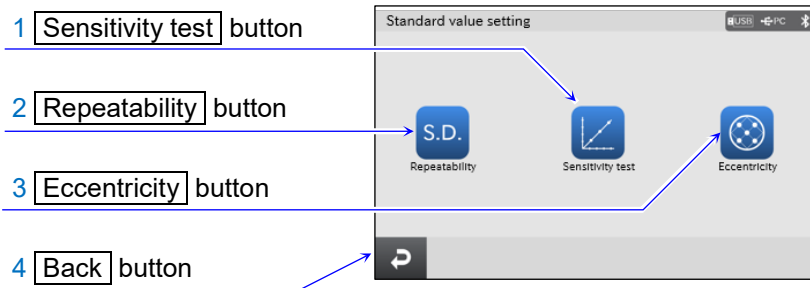 1 Sensitivity test button
2 Repeatability button
3 Eccentricity button
4 Back button
Standard value setting
USB PC
S.D.
Repeatability
Sensitivity test
Eccentricity